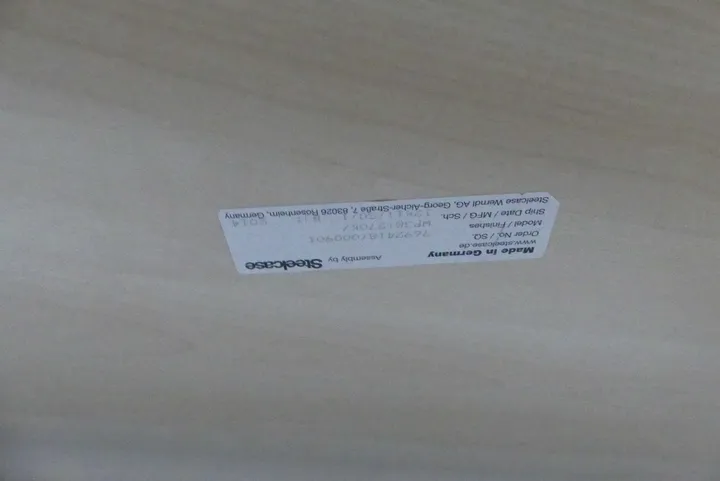 Made in Germany Assembly by Steelcase
www.steelcase.de
Order No. / SQ.
Model / Finishes
Ship Date / MFG / Sch.
Steelcase Werndl AG, Georg-Aicher-Straße 7, 83026 Rosenheim, Germany